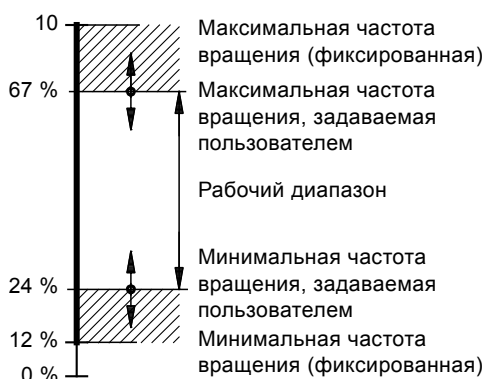 10
Максимальная частота
вращения (фиксированная)
67 %
Максимальная частота
вращения, задаваемая
пользователем
Рабочий диапазон
Минимальная частота
24 %
вращения, задаваемая
пользователем
12 %
Минимальная частота
вращения (фиксированная)
0 %